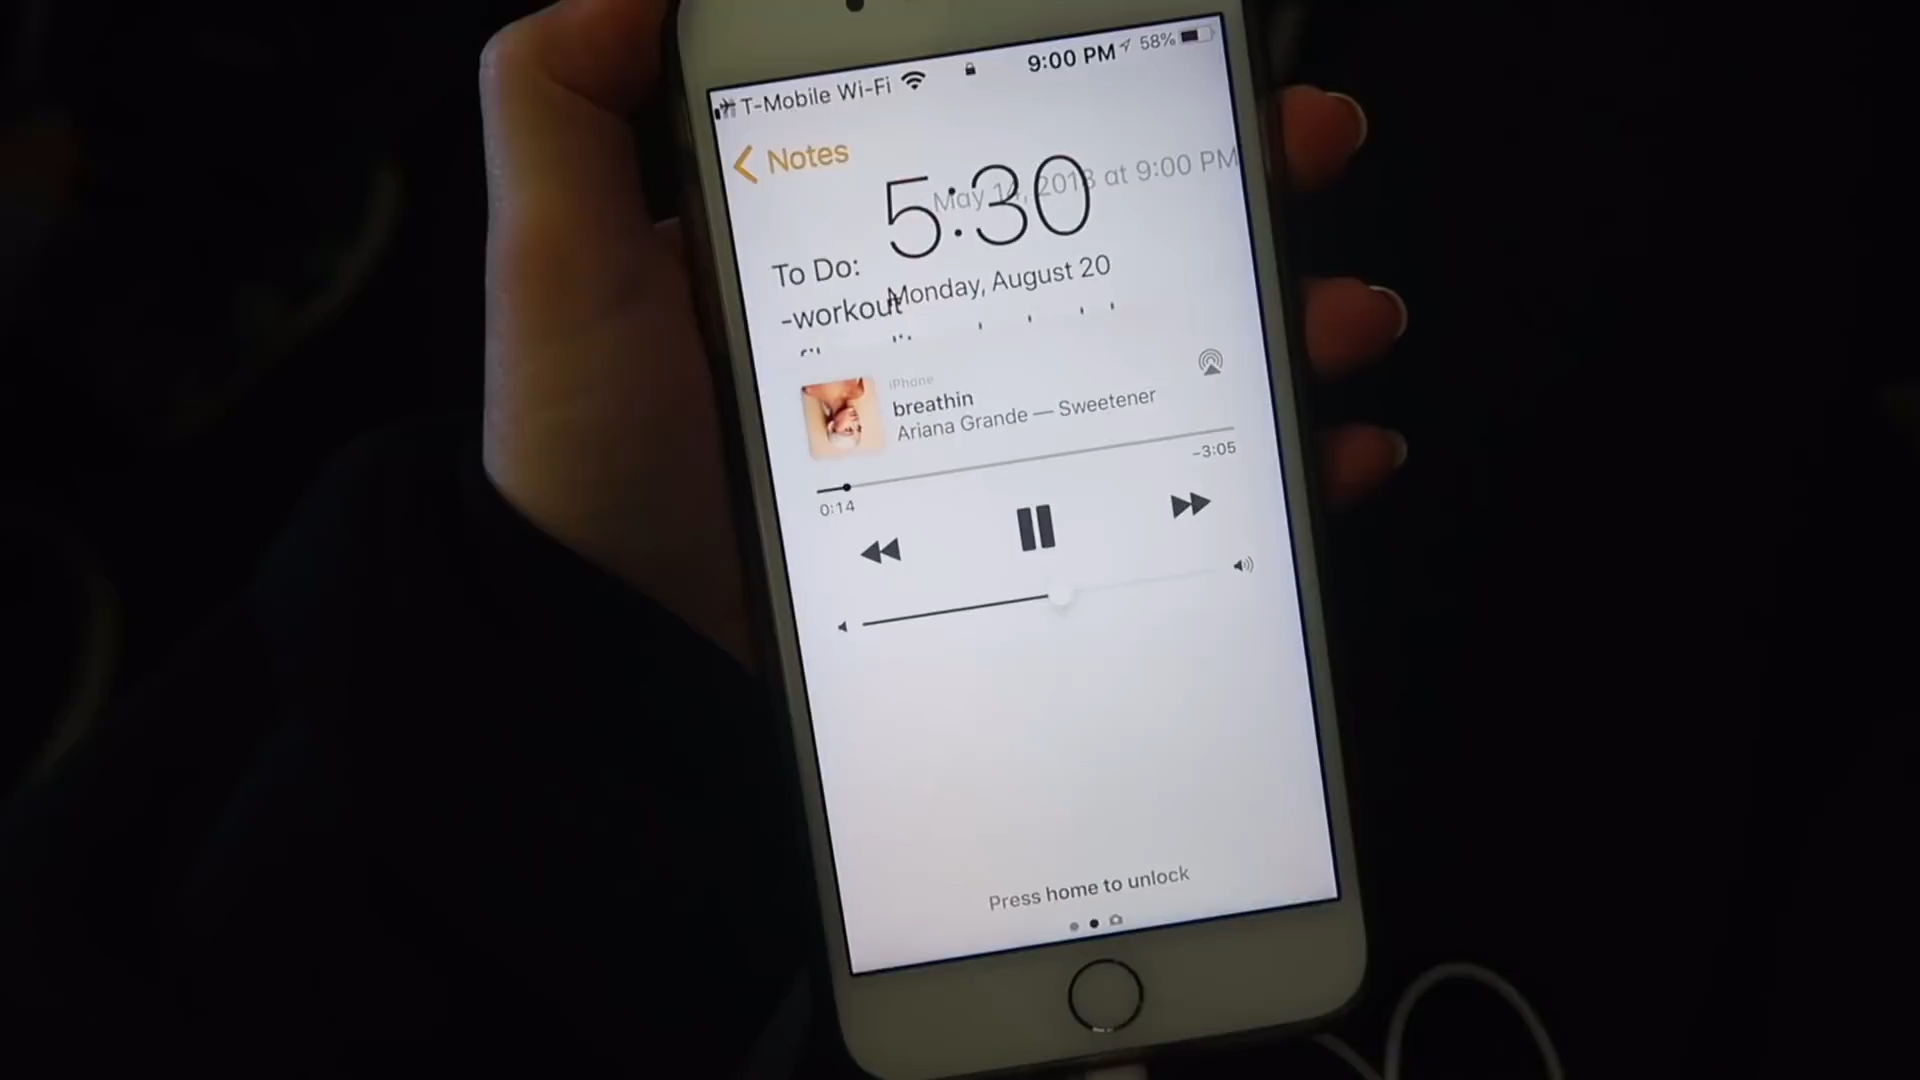 T-Mobile Wi-Fi 9:00 PM 58%
Notes
May 14, 2018 at 9:00 PM
5:30
To Do:
Monday, August 20
-workout
iPhone
breathin
Ariana Grande — Sweetener
0:14 -3:05
Press home to unlock